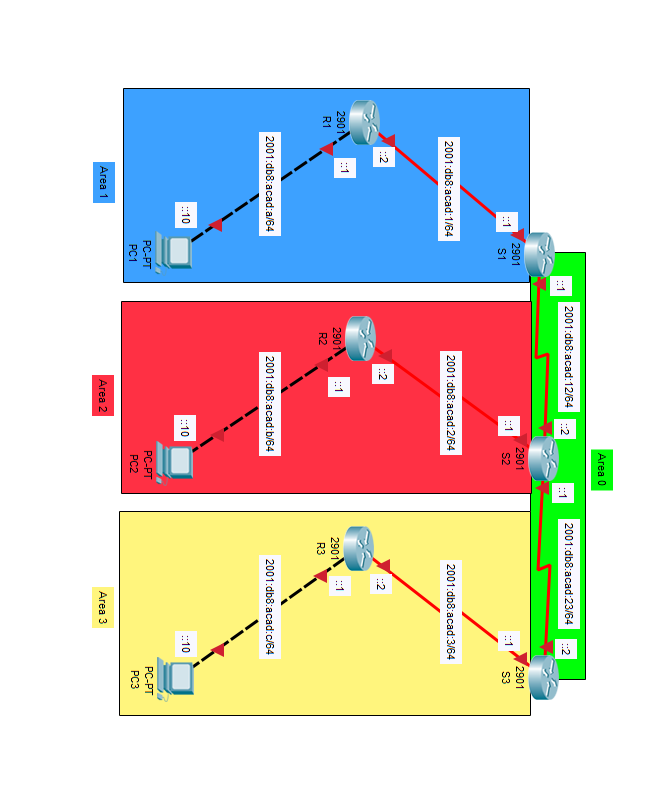 Area 0
2001:db8:acad:12/64
2001:db8:acad:23/64
::1
::2
::1
::2
2901
S1
2901
S2
2901
S3
::1
::1
::1
2001:db8:acad:1/64
2001:db8:acad:2/64
2001:db8:acad:3/64
::2
::2
::2
2901
R1
2901
R2
2901
R3
::1
::1
::1
2001:db8:acad:a/64
2001:db8:acad:b/64
2001:db8:acad:c/64
::10
::10
::10
PC-PT
PC1
PC-PT
PC2
PC-PT
PC3
Area 1
Area 2
Area 3